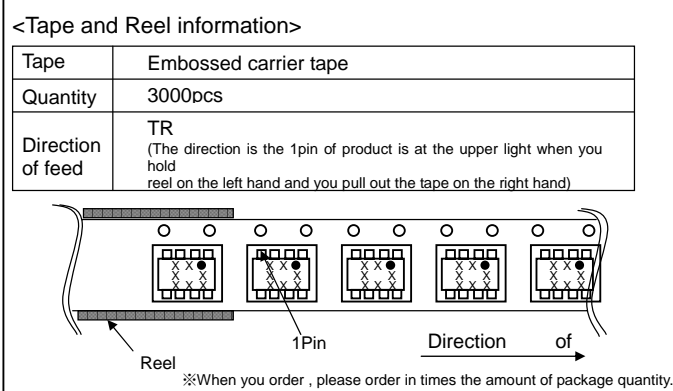 <Tape and Reel information>
Tape Embossed carrier tape
Quantity 3000pcs
Direction of feed TR
(The direction is the 1pin of product is at the upper light when you hold
reel on the left hand and you pull out the tape on the right hand)
X X X X X X X X X X
X X X X X X X X X X
X X X X X X X X X X
1Pin Direction of
Reel
※When you order , please order in times the amount of package quantity.